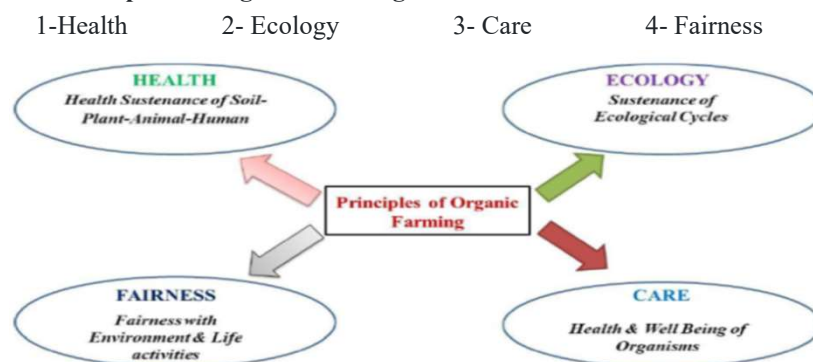 1-Health 2- Ecology 3- Care 4- Fairness
HEALTH
Health Sustenance of Soil-
Plant-Animal-Human
ECOLOGY
Sustenance of
Ecological Cycles
Principles of Organic
Farming
FAIRNESS
Fairness with
Environment & Life
activities
CARE
Health & Well Being of
Organisms